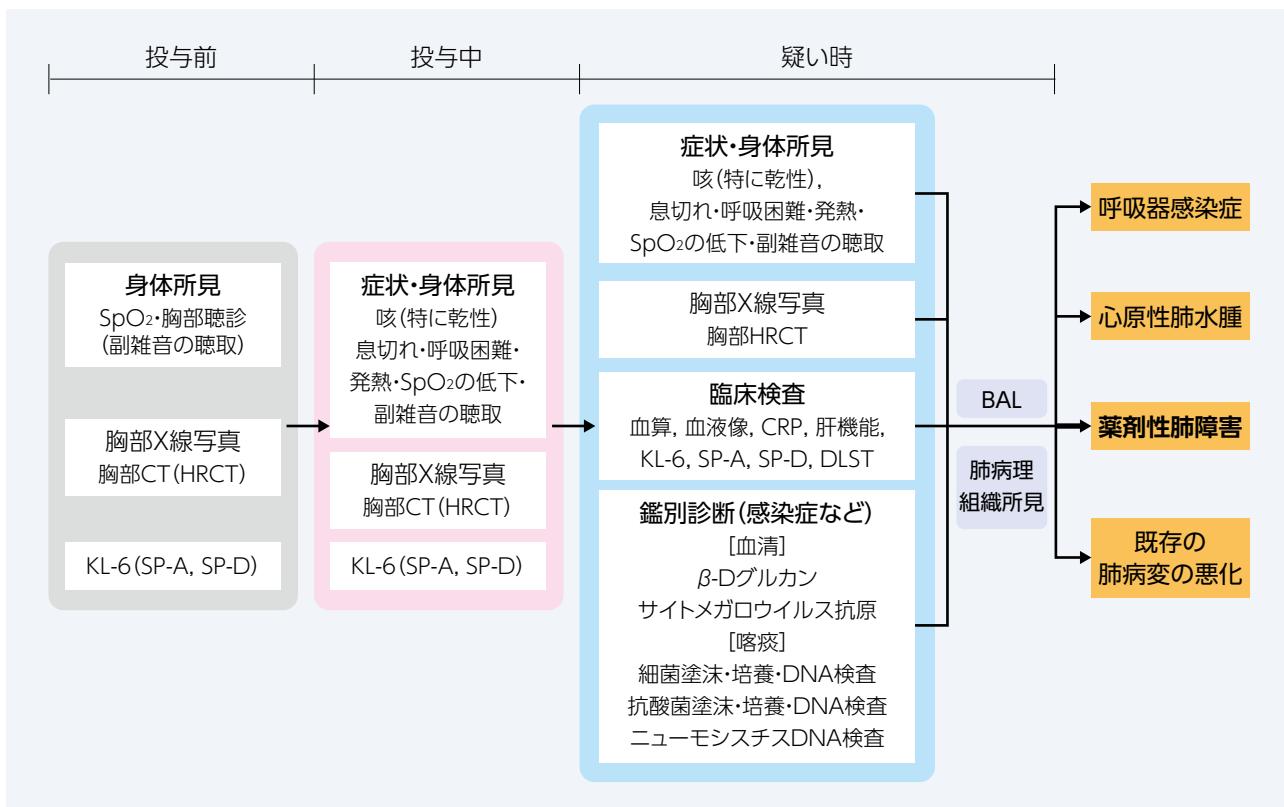 投与前
投与中
疑い時
身体所見
SpO2・胸部聴診
(副雑音の聴取)
胸部X線写真
胸部CT(HRCT)
KL-6(SP-A, SP-D)
症状・身体所見
咳(特に乾性)
息切れ・呼吸困難・
発熱・SpO2の低下・
副雑音の聴取
胸部X線写真
胸部CT(HRCT)
KL-6(SP-A, SP-D)
症状・身体所見
咳(特に乾性),
息切れ・呼吸困難・発熱・
SpO2の低下・副雑音の聴取
胸部X線写真
胸部HRCT
臨床検査
血算, 血液像, CRP, 肝機能,
KL-6, SP-A, SP-D, DLST
鑑別診断(感染症など)
[血清]
β-Dグルカン
サイトメガロウイルス抗原
[喀痰]
細菌塗沫・培養・DNA検査
抗酸菌塗沫・培養・DNA検査
ニューモシスチスDNA検査
BAL
肺病理
組織所見
呼吸器感染症
心原性肺水腫
薬剤性肺障害
既存の
肺病変の悪化